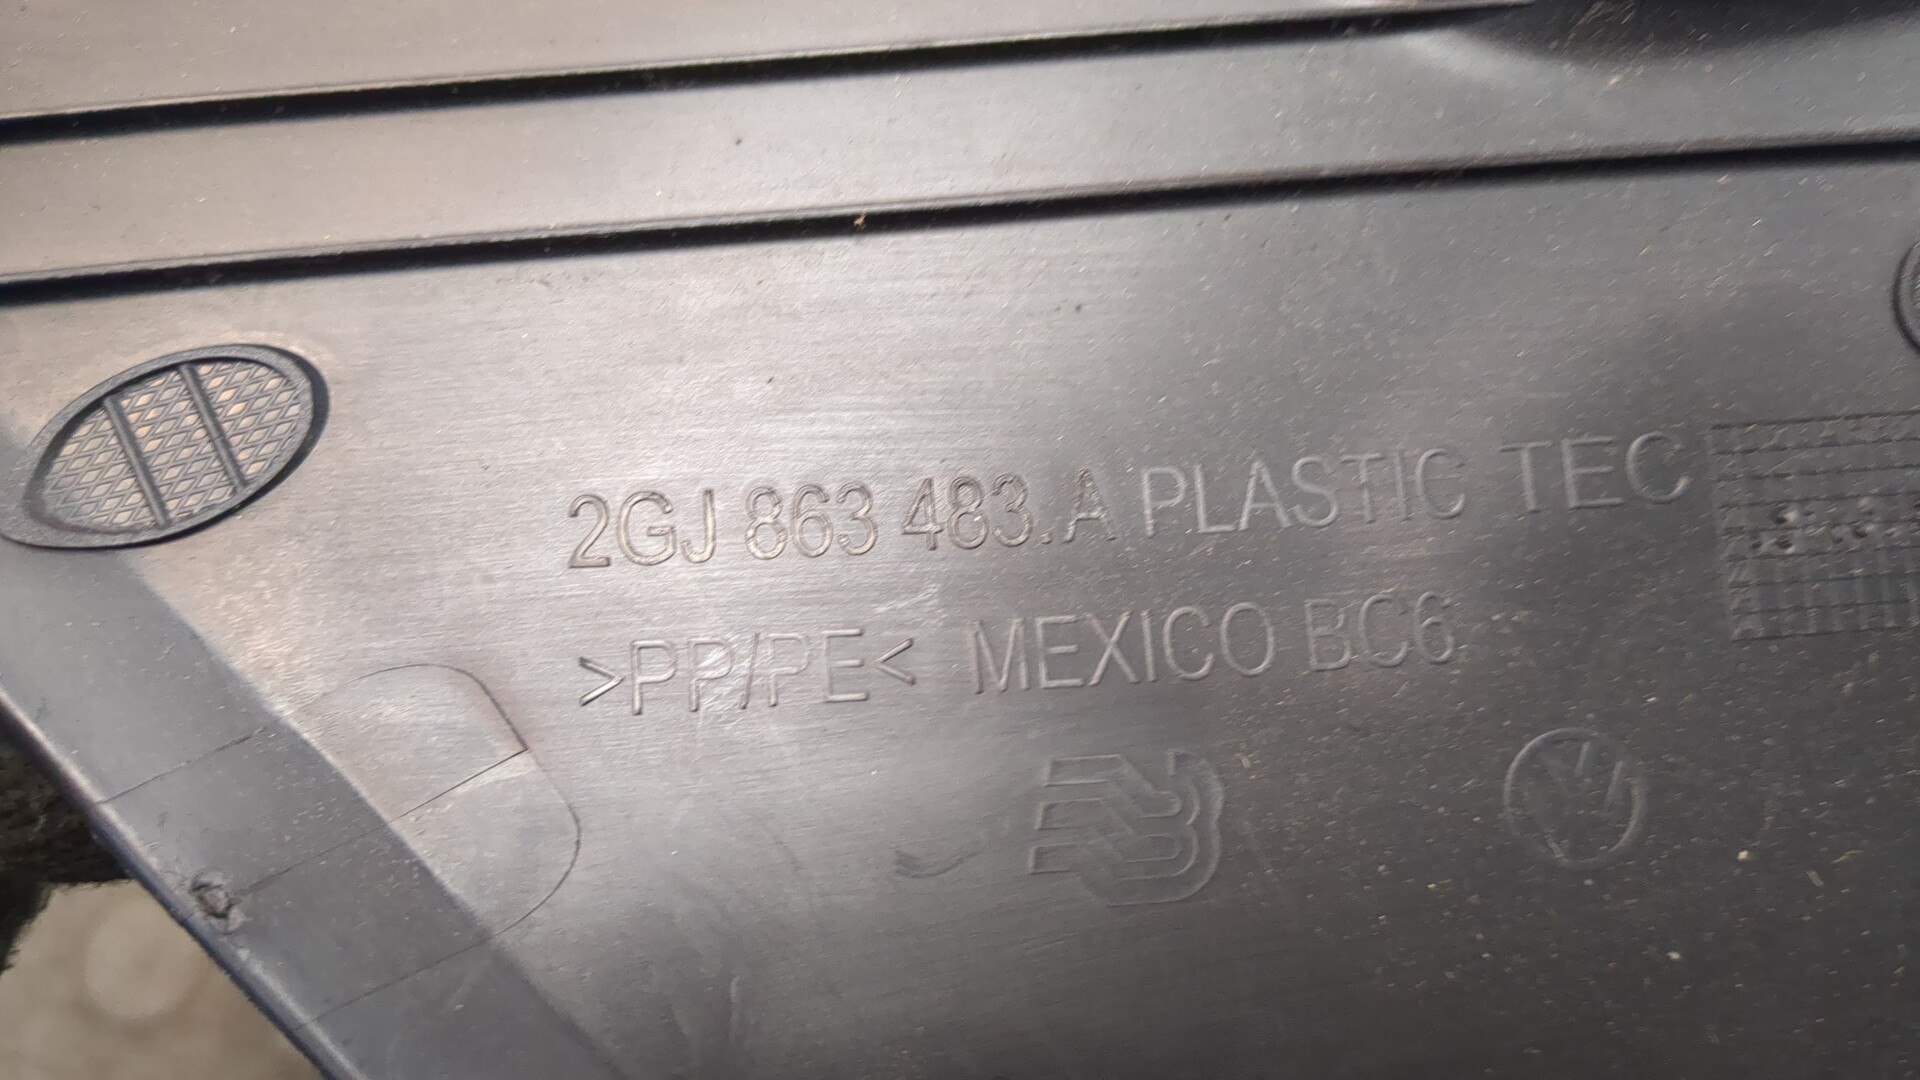 2GJ 863 483.A PLASTIC TEC
>PP/PE< MEXICO BC6